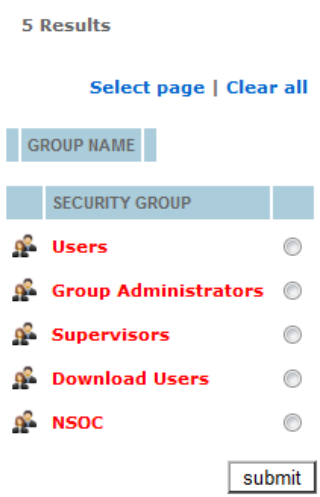 5 Results
Select page | Clear all
GROUP NAME
SECURITY GROUP
Users
Group Administrators
Supervisors
Download Users
NSOC
submit